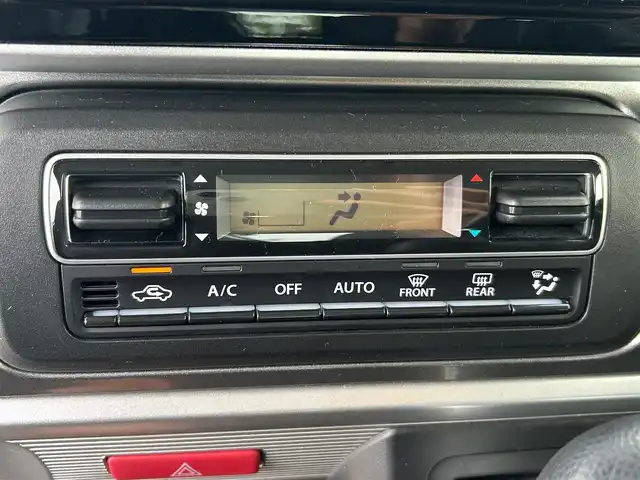 A/C OFF AUTO FRONT REAR